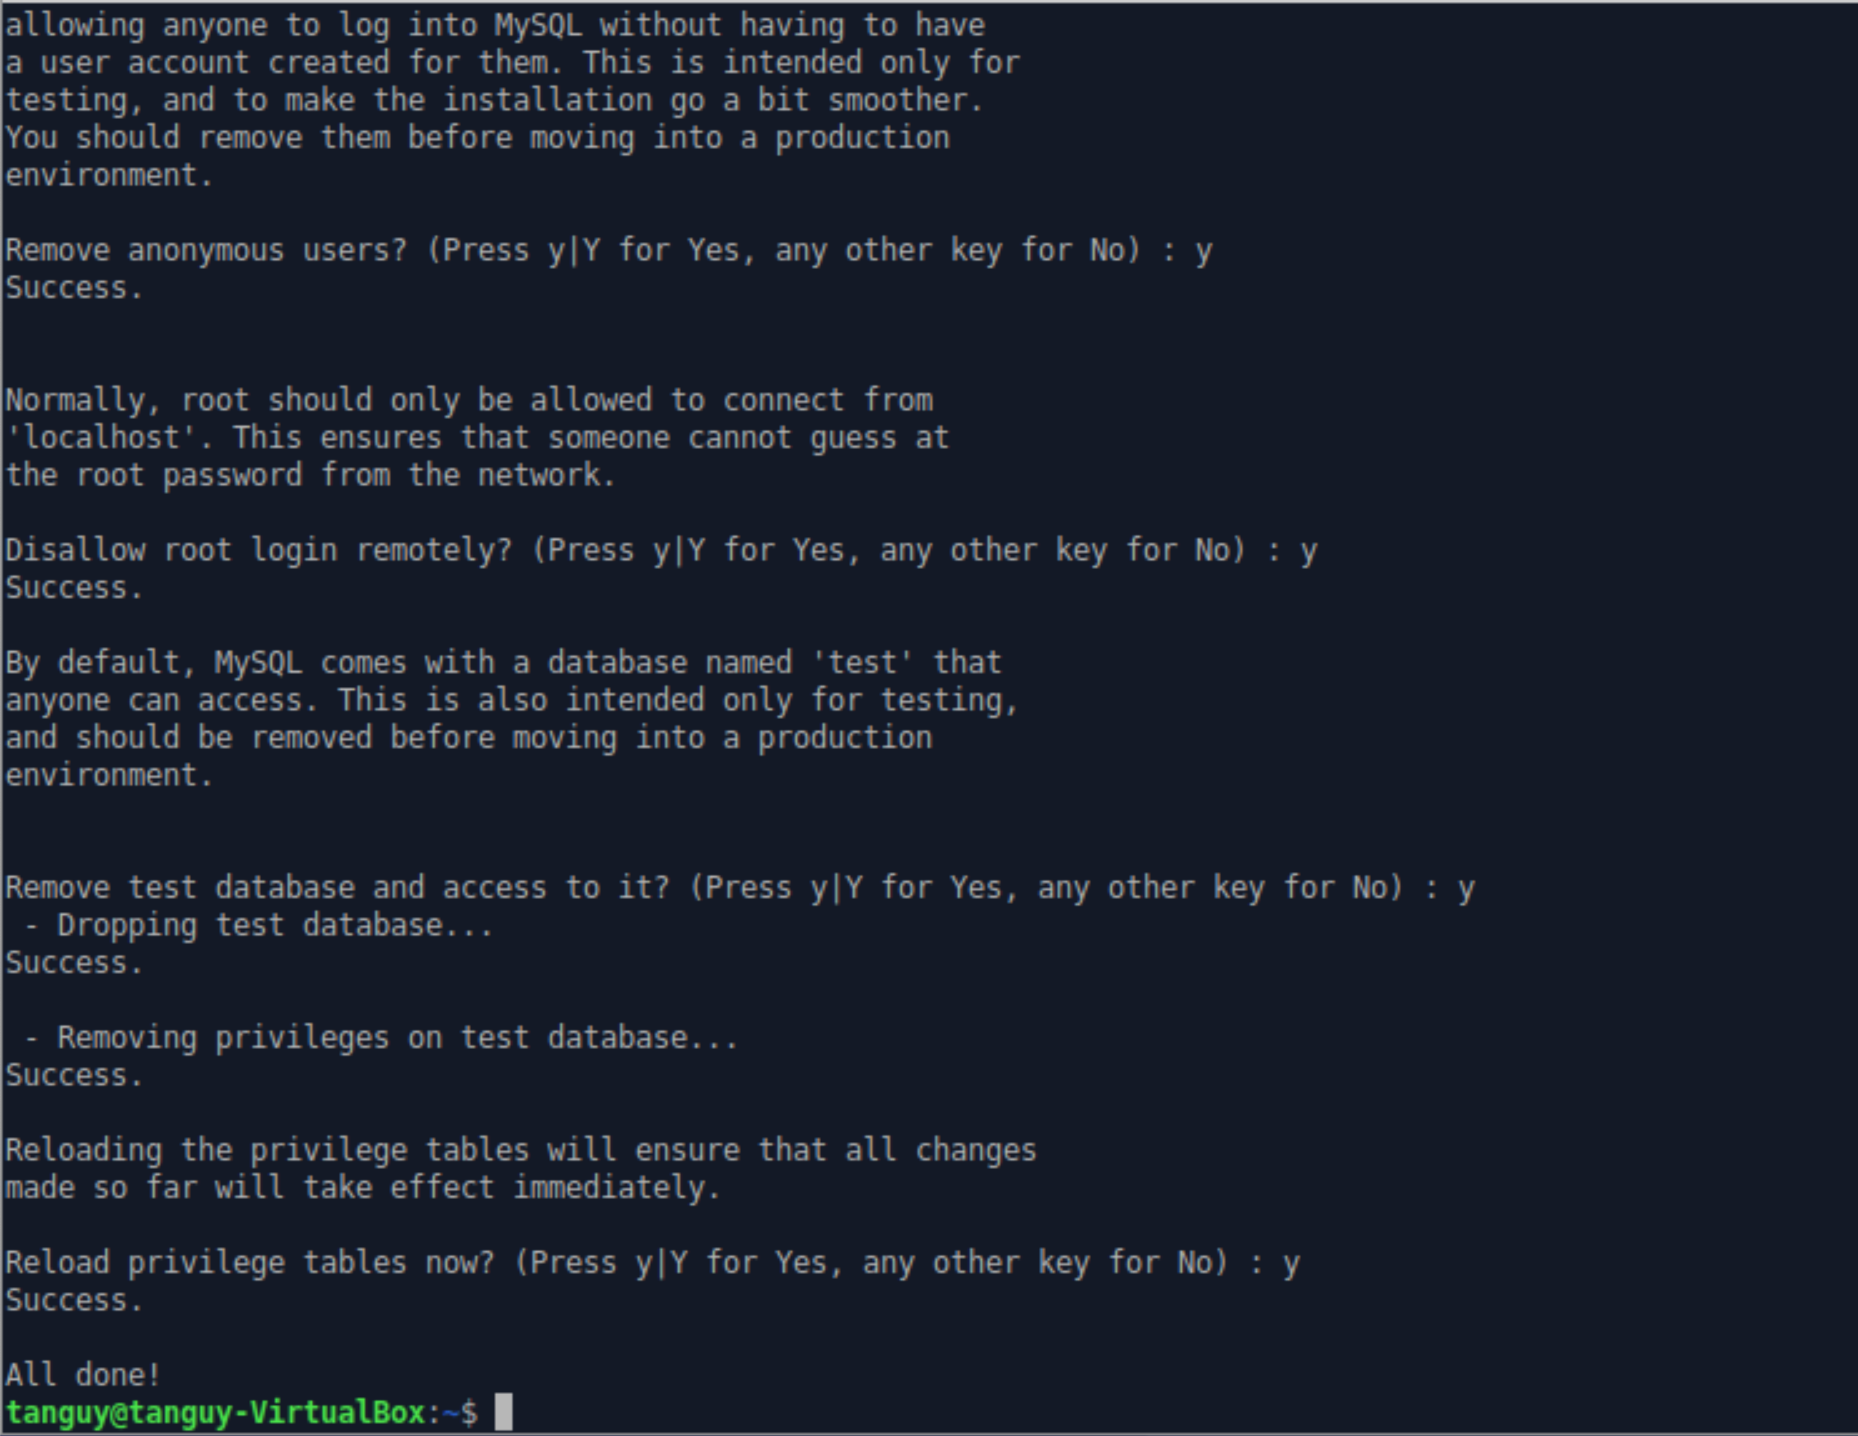 allowing anyone to log into MySQL without having to have
a user account created for them. This is intended only for
testing, and to make the installation go a bit smoother.
You should remove them before moving into a production
environment.
Remove anonymous users? (Press y|Y for Yes, any other key for No) : y
Success.
Normally, root should only be allowed to connect from
'localhost'. This ensures that someone cannot guess at
the root password from the network.
Disallow root login remotely? (Press y|Y for Yes, any other key for No) : y
Success.
By default, MySQL comes with a database named 'test' that
anyone can access. This is also intended only for testing,
and should be removed before moving into a production
environment.
Remove test database and access to it? (Press y|Y for Yes, any other key for No) : y
 - Dropping test database...
Success.
 - Removing privileges on test database...
Success.
Reloading the privilege tables will ensure that all changes
made so far will take effect immediately.
Reload privilege tables now? (Press y|Y for Yes, any other key for No) : y
Success.
All done!
tanguy@tanguy-VirtualBox:~$